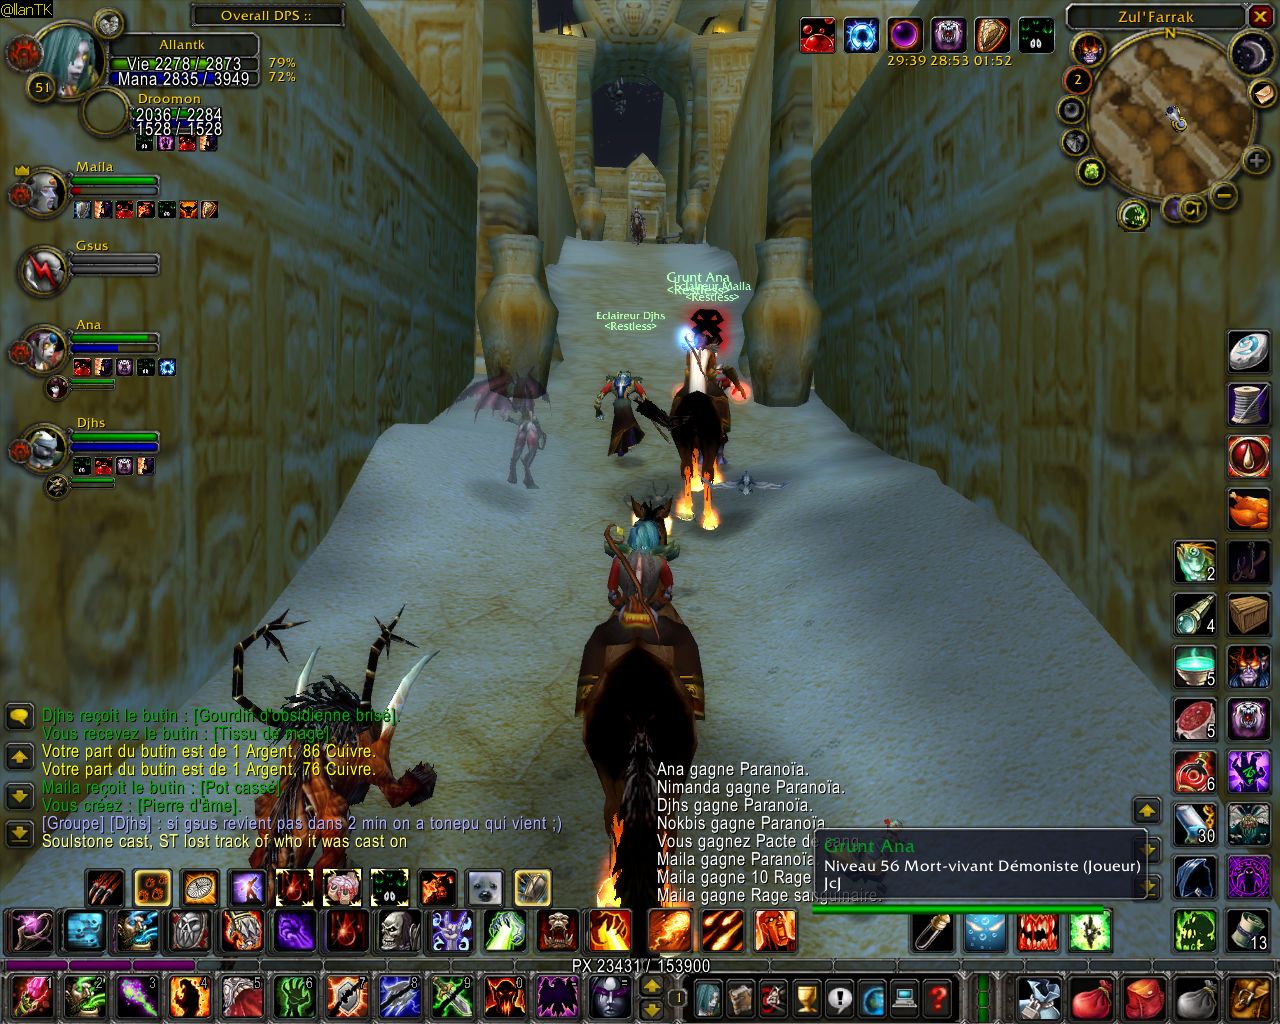 @llanTK
Overall DPS ::
Allantk
Vie 2278 / 2873
79%
Mana 2835 / 3949
72%
51
Droomon
2036 / 2284
1528 / 1528
Maila
Gsus
Ana
Djhs
29:39 28:53 01:52
Zul'Farrak
N
2
CT
Grunt Ana
<Restless>
Eclaireur Maila
<Restless>
Eclaireur Djhs
<Restless>
2
4
5
5
6
30
13
Djhs reçoit le butin : [Gourdin d'obsidienne brisé].
Vous recevez le butin : [Tissu de mage]
Votre part du butin est de 1 Argent, 86 Cuivre.
Votre part du butin est de 1 Argent, 76 Cuivre.
Maila reçoit le butin : [Pot cassé].
Vous créez : [Pierre d'âme].
[Groupe] [Djhs] : si gsus revient pas dans 2 min on a tonepu qui vient ;)
Soulstone cast, ST lost track of who it was cast on
Ana gagne Paranoïa.
Nimanda gagne Paranoïa.
Djhs gagne Paranoïa.
Nokbis gagne Paranoïa
Vous gagnez Pacte de sang.
Maila gagne Paranoïa
Maila gagne 10 Rage
Maila gagne Rage sanguinaire.
Grunt Ana
Niveau 56 Mort-vivant Démoniste (Joueur)
Jcj
PX 23431 / 153900
1 2 3 4 5 6 7 8 9 0
1